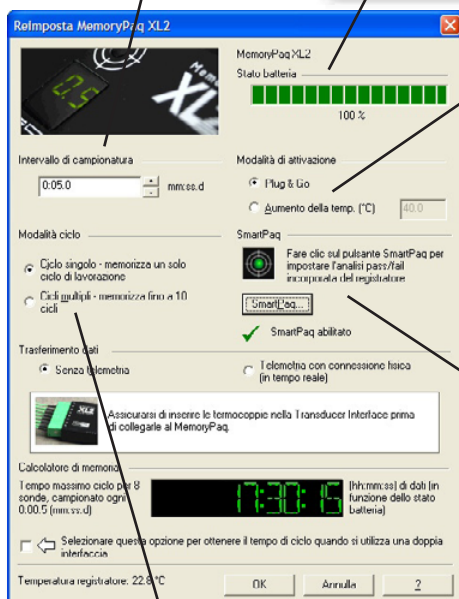 ReImposta MemoryPaq XL2
MemoryPaq XL2
Stato batteria
0.5
XL2
100 %
Intervallo di campionatura
0:05.0
mm:ss.d
Modalità di attivazione
Plug & Go
Aumento della temp. (°C)
40.0
Modalità ciclo
Ciclo singolo - memorizza un solo
ciclo di lavorazione
Cicli multipli - memorizza fino a 10
cicli
SmartPaq
Fare clic sul pulsante SmartPaq per
impostare l'analisi pass/fail
incorporata del registratore
SmartPaq...
SmartPaq abilitato
Trasferimento dati
Senza telemetria
Telemetria con connessione fisica
(in tempo reale)
XL2
Assicurarsi di inserire le termocoppie nella Transducer Interface prima
di collegarle al MemoryPaq.
Calcolatore di memoria
Tempo massimo ciclo per 8
sonde, campionato ogni
0.00.5 (mm:ss.d)
17:30:15
(hh:mm:ss) di dati (in
funzione dello stato
batteria)
Selezionare questa opzione per ottenere il tempo di ciclo quando si utilizza una doppia
interfaccia
Temperatura registratore: 22.8 °C
OK
Annulla
?